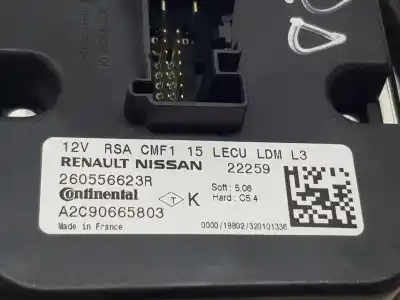 12V RSA CMF1 15 LECU LDM L3
RENAULT NISSAN 22259
260556623R
Soft : 5.06
Hard : C5.4
Continental T K
A2C90665803
Made in France 0000/18802/320101336